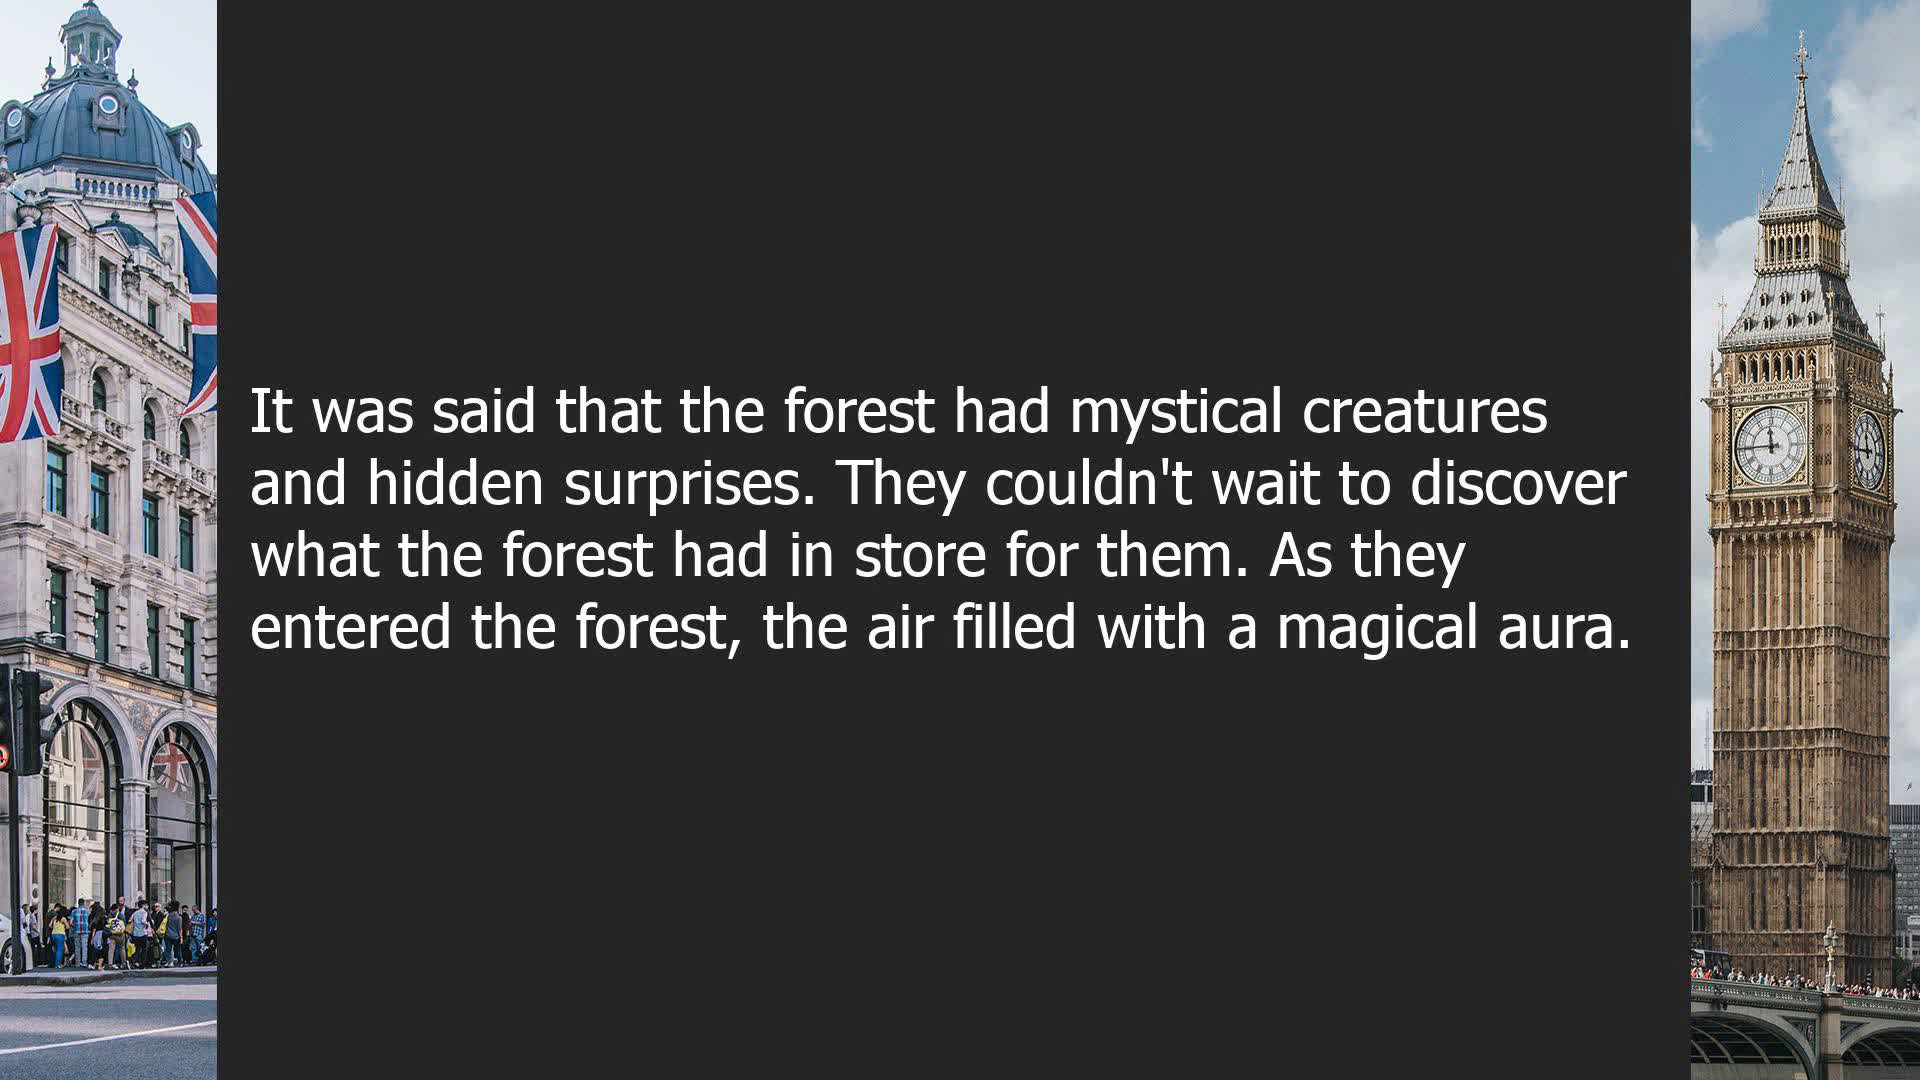 It was said that the forest had mystical creatures
and hidden surprises. They couldn't wait to discover
what the forest had in store for them. As they
entered the forest, the air filled with a magical aura.